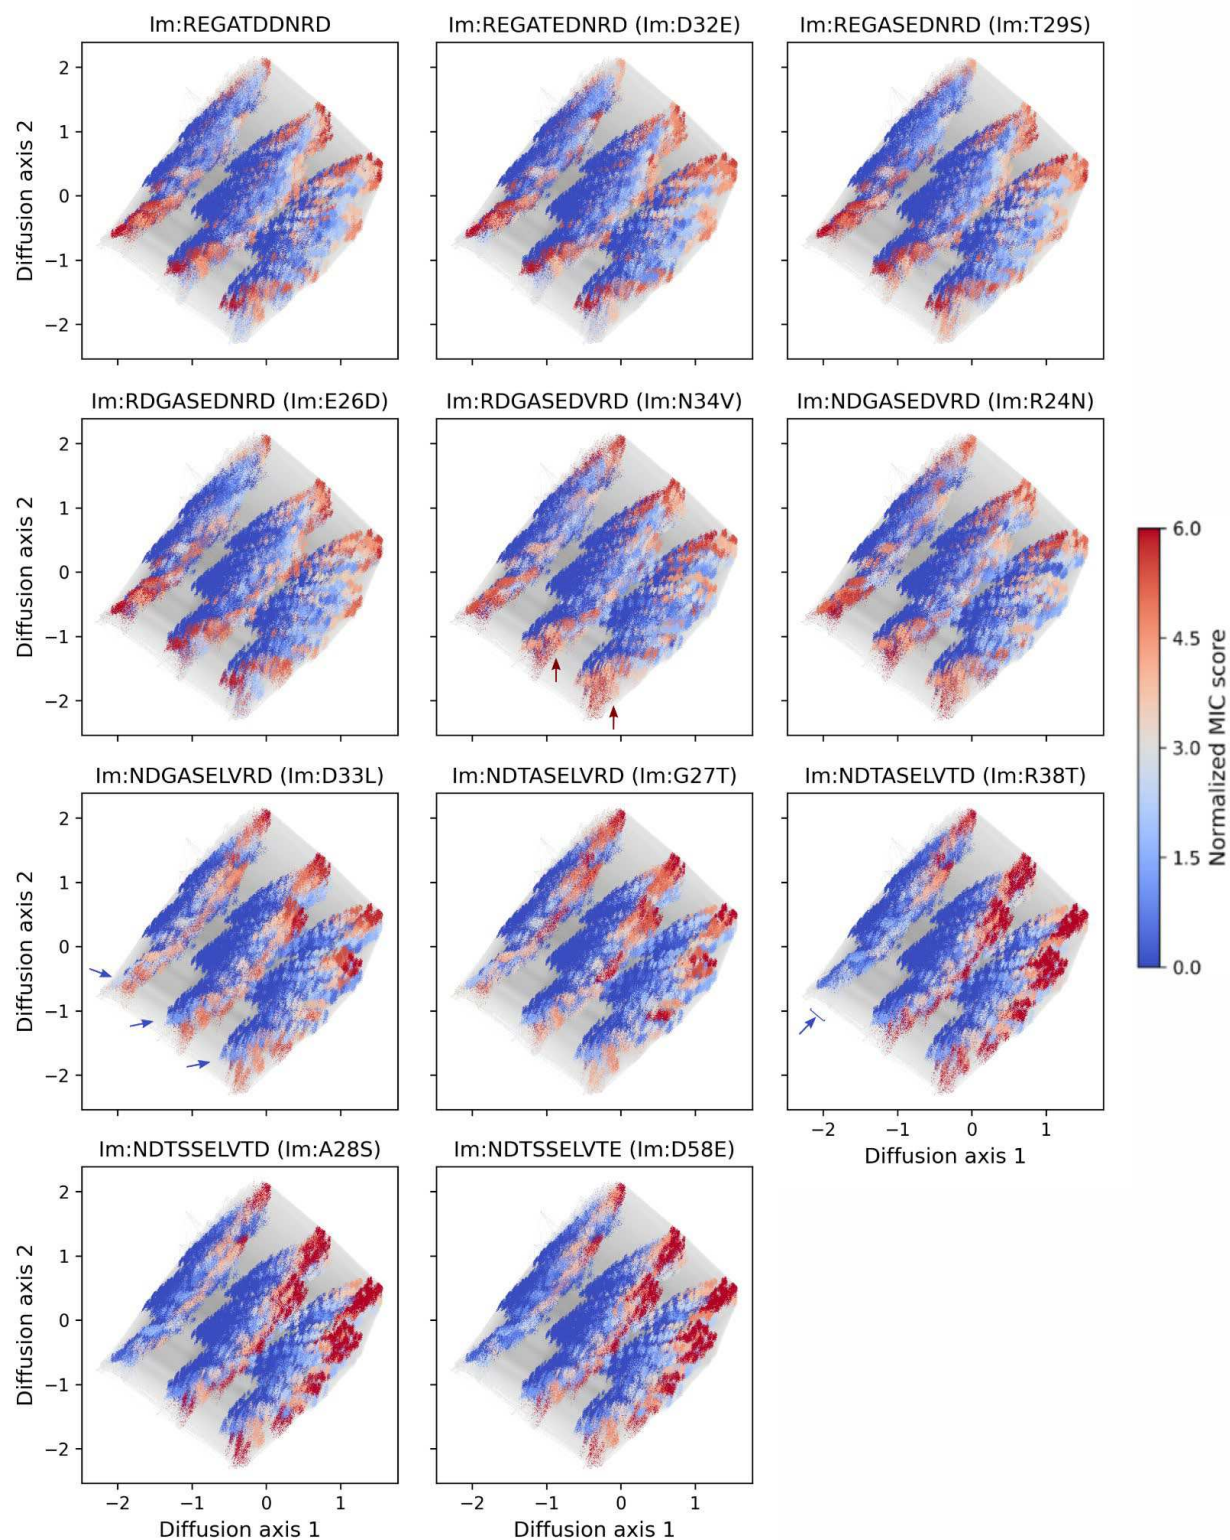 Im:REGATDDNRD
Im:REGATEDNRD (Im:D32E)
Im:REGASEDNRD (Im:T29S)
Diffusion axis 2
2
1
0
−1
−2
Im:RDGASEDNRD (Im:E26D)
Im:RDGASEDVRD (Im:N34V)
Im:NDGASEDVRD (Im:R24N)
Diffusion axis 2
2
1
0
−1
−2
6.0
4.5
3.0
1.5
0.0
Normalized MIC score
Im:NDGASELVRD (Im:D33L)
Im:NDTASELVRD (Im:G27T)
Im:NDTASELVTD (Im:R38T)
Diffusion axis 2
2
1
0
−1
−2
−2 −1 0 1
Diffusion axis 1
Im:NDTSSELVTD (Im:A28S)
Im:NDTSSELVTE (Im:D58E)
Diffusion axis 2
2
1
0
−1
−2
−2 −1 0 1
Diffusion axis 1
−2 −1 0 1
Diffusion axis 1